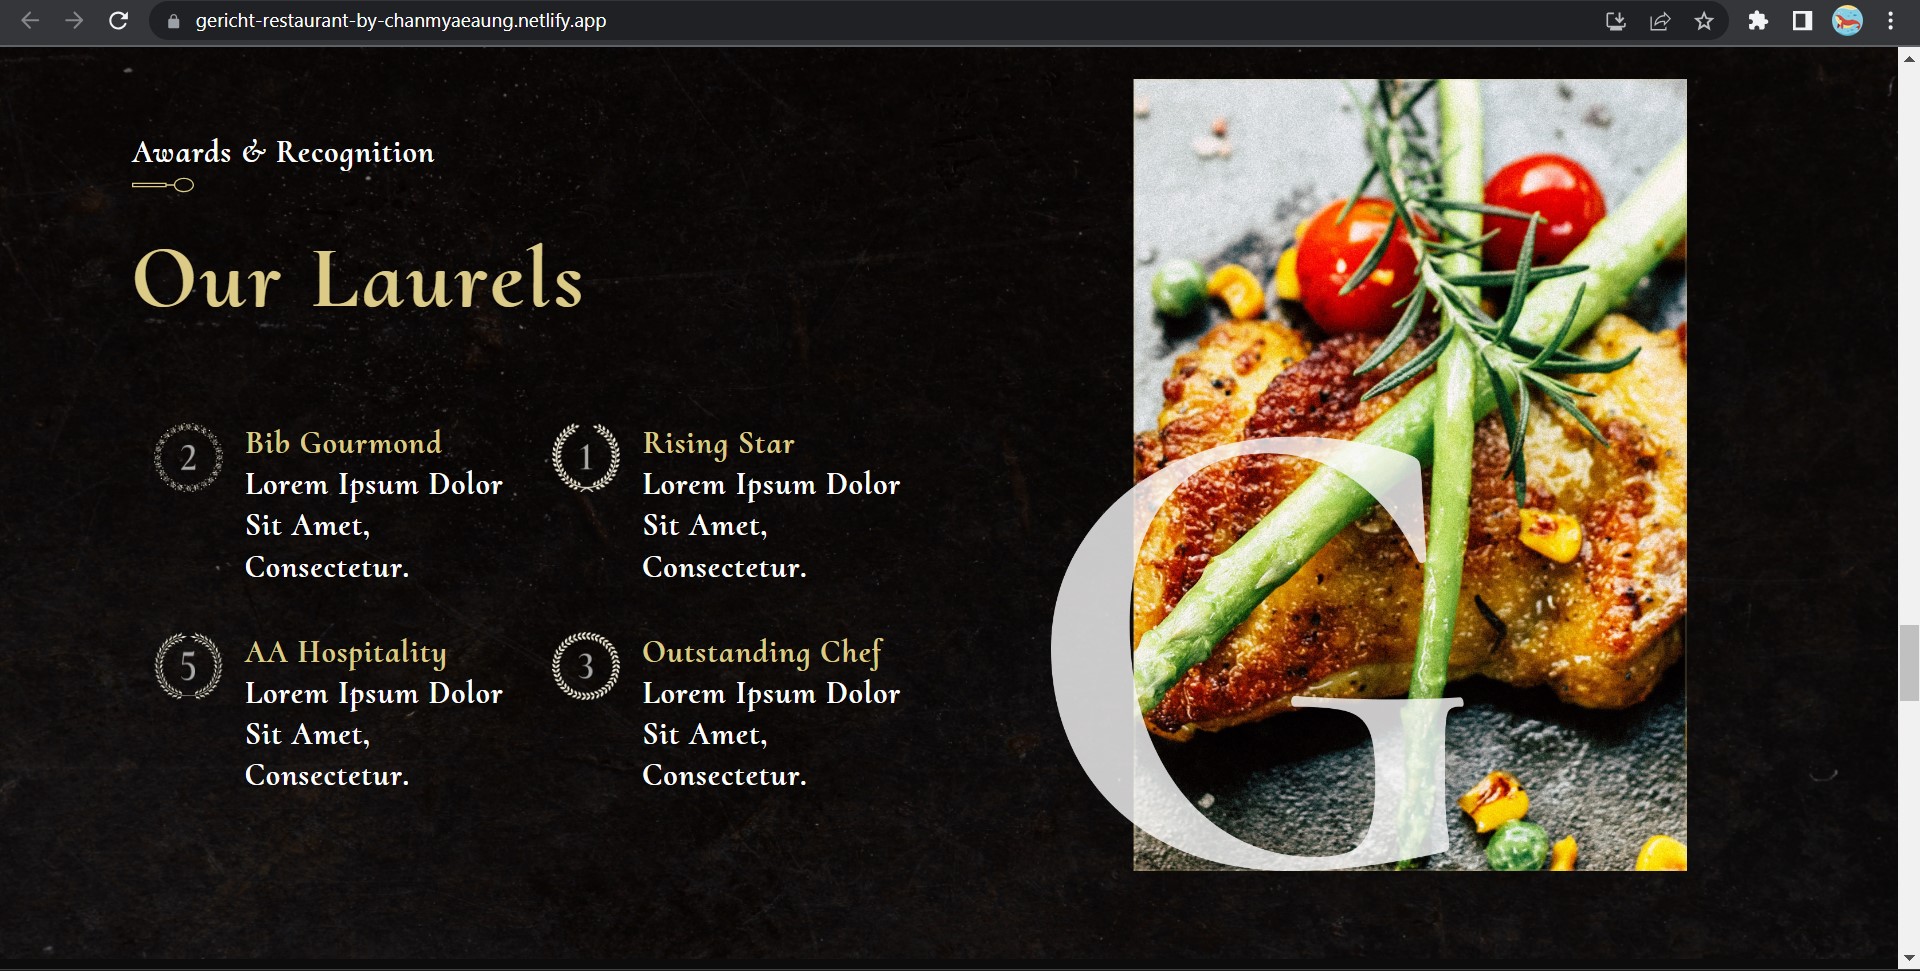 gericht-restaurant-by-chanmyaeaung.netlify.app
Awards & Recognition
Our Laurels
2
Bib Gourmond
Lorem Ipsum Dolor
Sit Amet,
Consectetur.
1
Rising Star
Lorem Ipsum Dolor
Sit Amet,
Consectetur.
5
AA Hospitality
Lorem Ipsum Dolor
Sit Amet,
Consectetur.
3
Outstanding Chef
Lorem Ipsum Dolor
Sit Amet,
Consectetur.
G